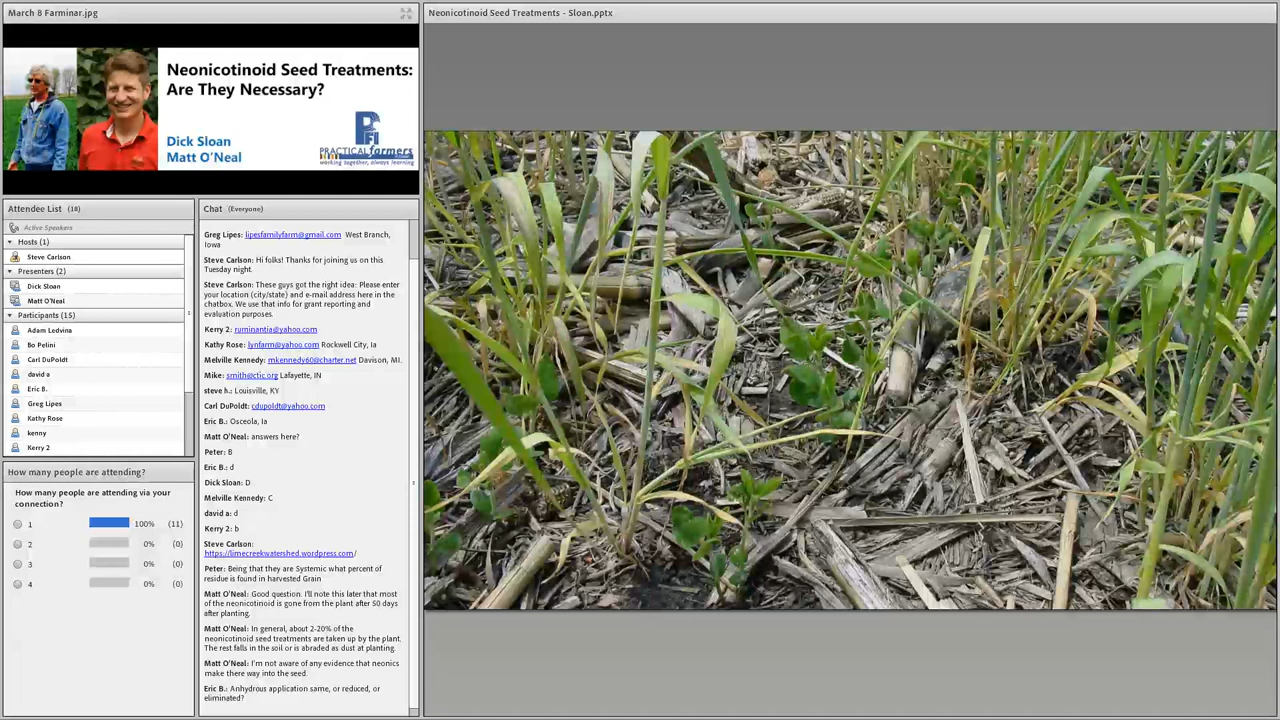 March 8 Farminar.jpg
Neonicotinoid Seed Treatments:
Are They Necessary?
Dick Sloan
Matt O'Neal
PRACTICAL farmers
working together, always learning
Attendee List (18)
Active Speakers
Hosts (1)
Steve Carlson
Presenters (2)
Dick Sloan
Matt O'Neal
Participants (15)
Adam Ledvina
Bo Pelini
Carl DuPoldt
david a
Eric B.
Greg Lipes
Kathy Rose
kenny
Kerry 2
How many people are attending?
How many people are attending via your
connection?
1 100% (11)
2 0% (0)
3 0% (0)
4 0% (0)
Chat (Everyone)
Greg Lipes: lipesfamilyfarm@gmail.com West Branch,
Iowa
Steve Carlson: Hi folks! Thanks for joining us on this
Tuesday night.
Steve Carlson: These guys got the right idea: Please enter
your location (city/state) and e-mail address here in the
chatbox. We use that info for grant reporting and
evaluation purposes.
Kerry 2: ruminantia@yahoo.com
Kathy Rose: lynfarm@yahoo.com Rockwell City, Ia
Melville Kennedy: mkennedy60@charter.net Davison, MI.
Mike: smith@ctic.org Lafayette, IN
steve h.: Louisville, KY
Carl DuPoldt: cdupoldt@yahoo.com
Eric B.: Osceola, Ia
Matt O'Neal: answers here?
Peter: B
Eric B.: d
Dick Sloan: D
Melville Kennedy: C
david a: d
Kerry 2: b
Steve Carlson:
https://limecreekwatershed.wordpress.com/
Peter: Being that they are Systemic what percent of
residue is found in harvested Grain
Matt O'Neal: Good question. I'll note this later that most
of the neonicotinoid is gone from the plant after 50 days
after planting.
Matt O'Neal: In general, about 2-20% of the
neonicotinoid seed treatments are taken up by the plant.
The rest falls in the soil or is abraded as dust at planting.
Matt O'Neal: I'm not aware of any evidence that neonics
make there way into the seed.
Eric B.: Anhydrous application same, or reduced, or
eliminated?
Neonicotinoid Seed Treatments - Sloan.pptx